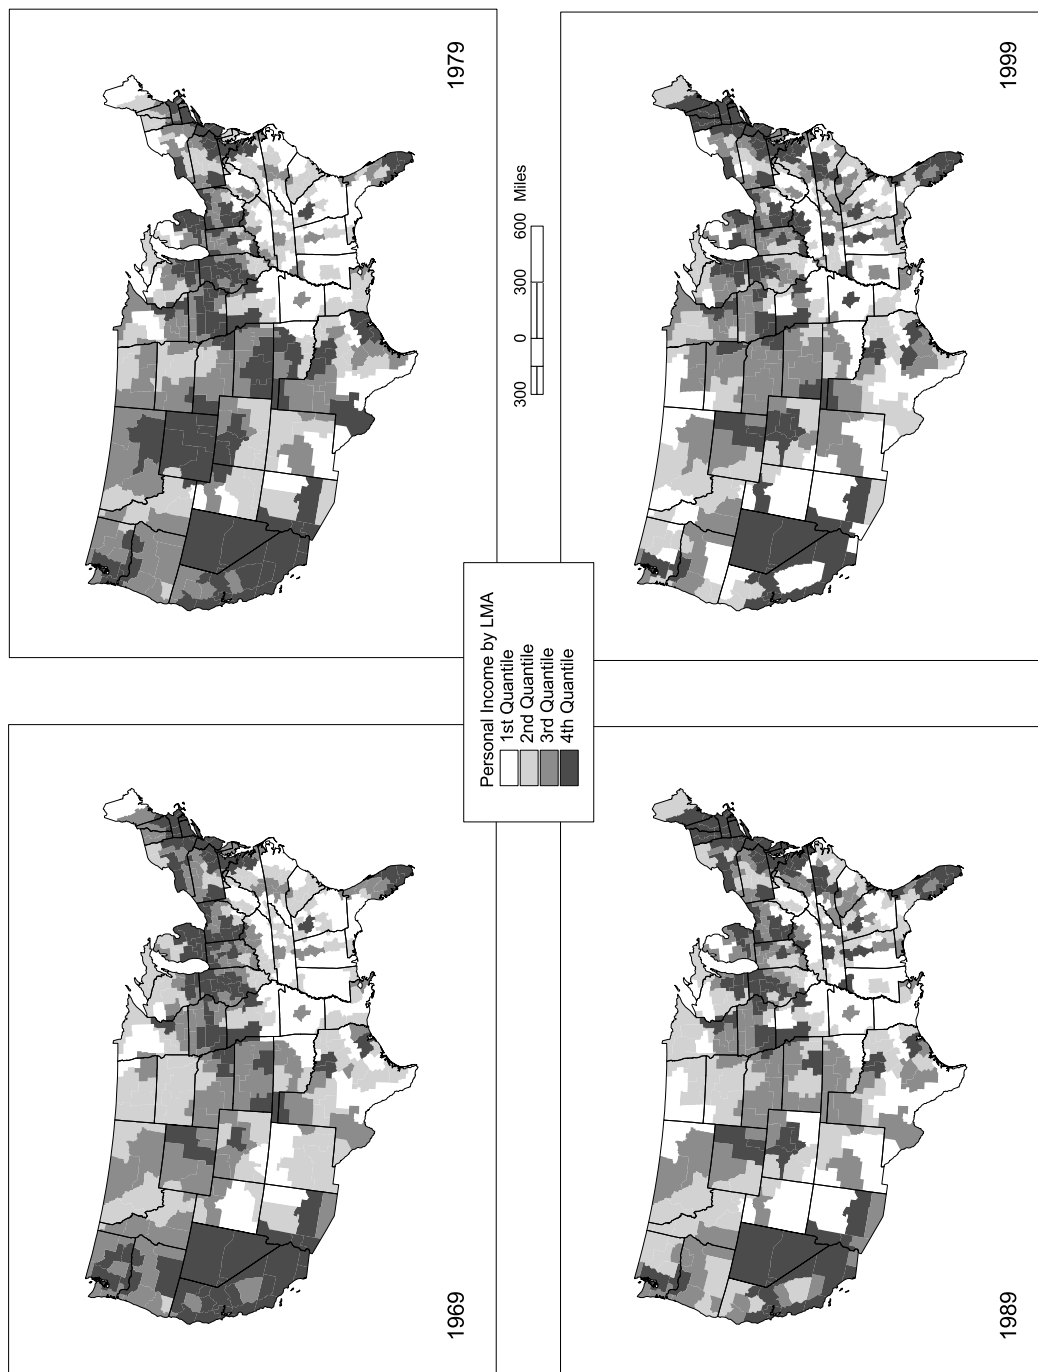 1969
1979
Personal Income by LMA
1st Quantile
2nd Quantile
3rd Quantile
4th Quantile
300 0 300 600 Miles
1989
1999